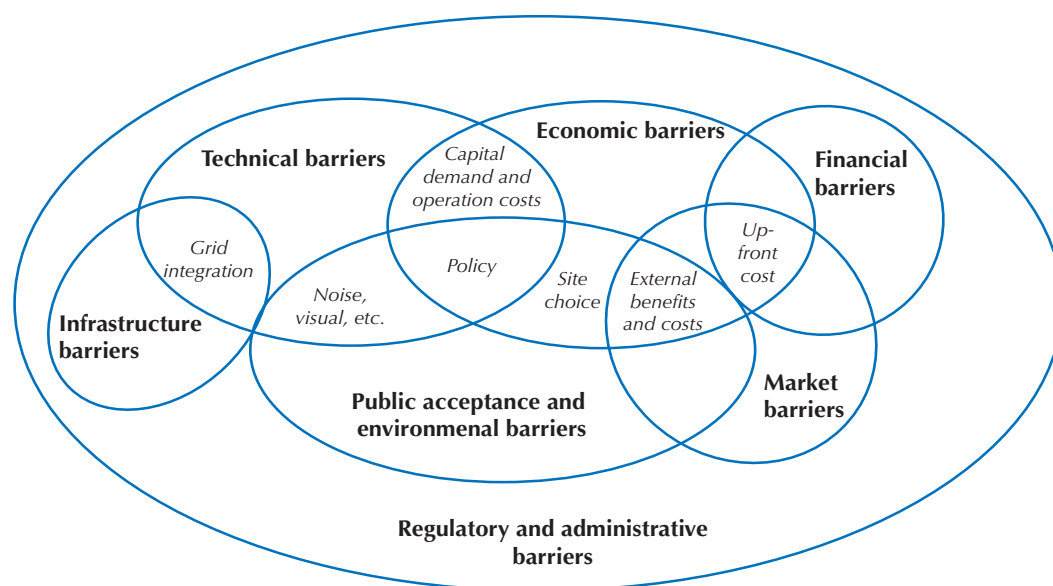 Economic barriers
Technical barriers
Capital
demand and
operation costs
Financial
barriers
Grid
integration
Policy
Up-
front
cost
Noise,
visual, etc.
Site
choice
External
benefits
and costs
Infrastructure
barriers
Public acceptance and
environmenal barriers
Market
barriers
Regulatory and administrative
barriers